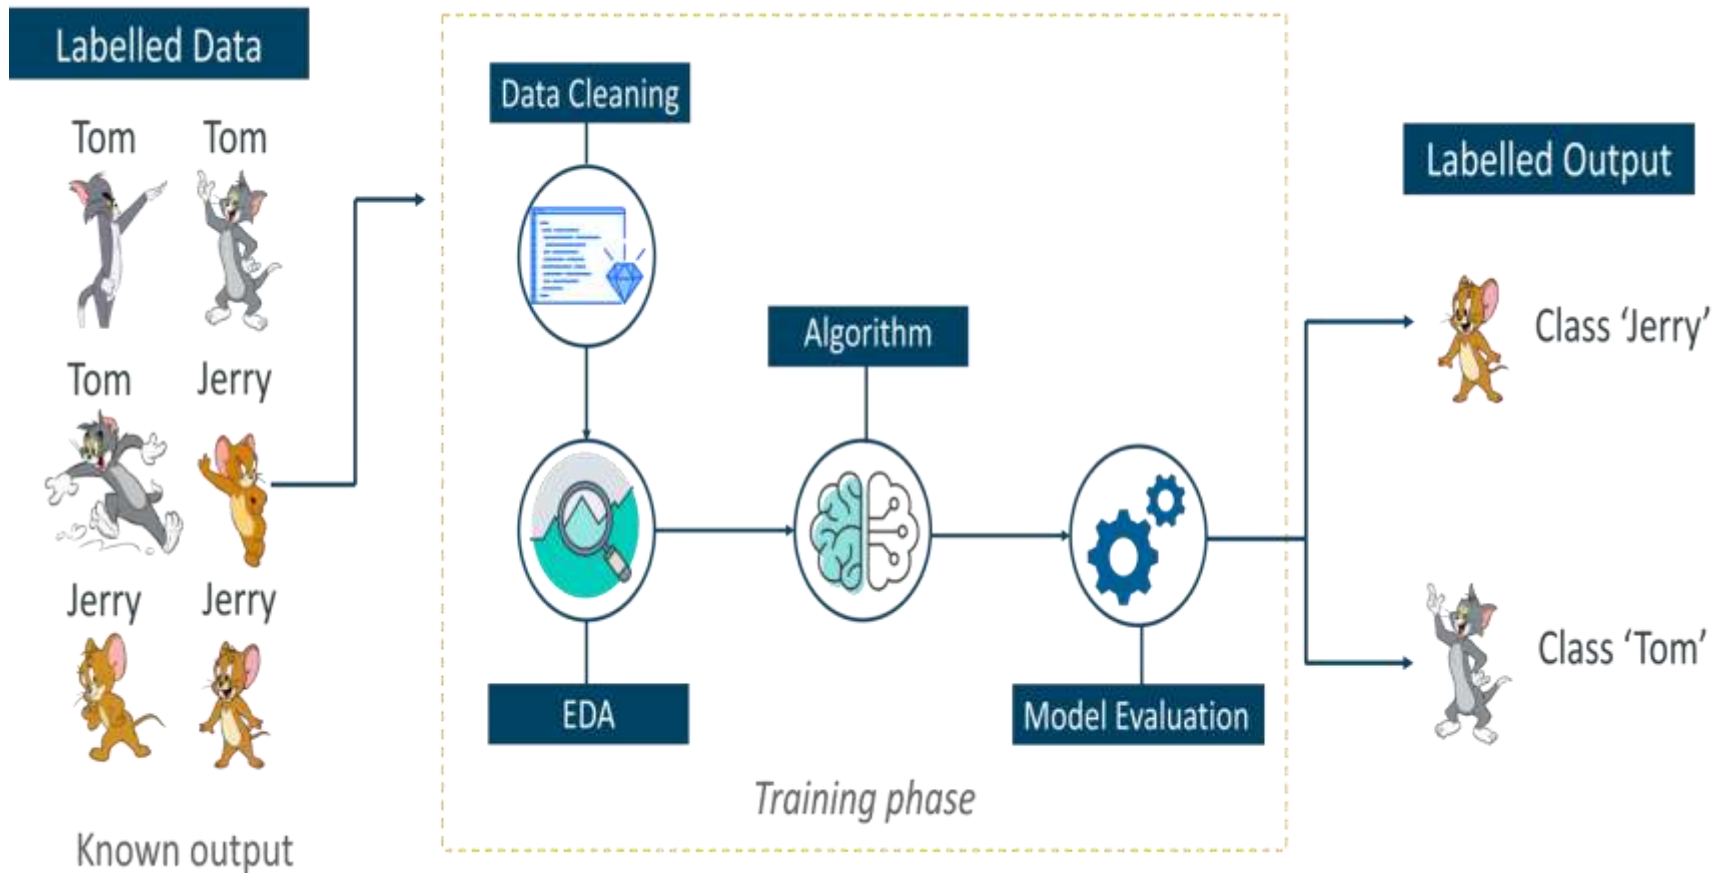 Labelled Data
Tom Tom
Tom Jerry
Jerry Jerry
Known output
Data Cleaning
EDA
Algorithm
Model Evaluation
Training phase
Labelled Output
Class ‘Jerry’
Class ‘Tom’